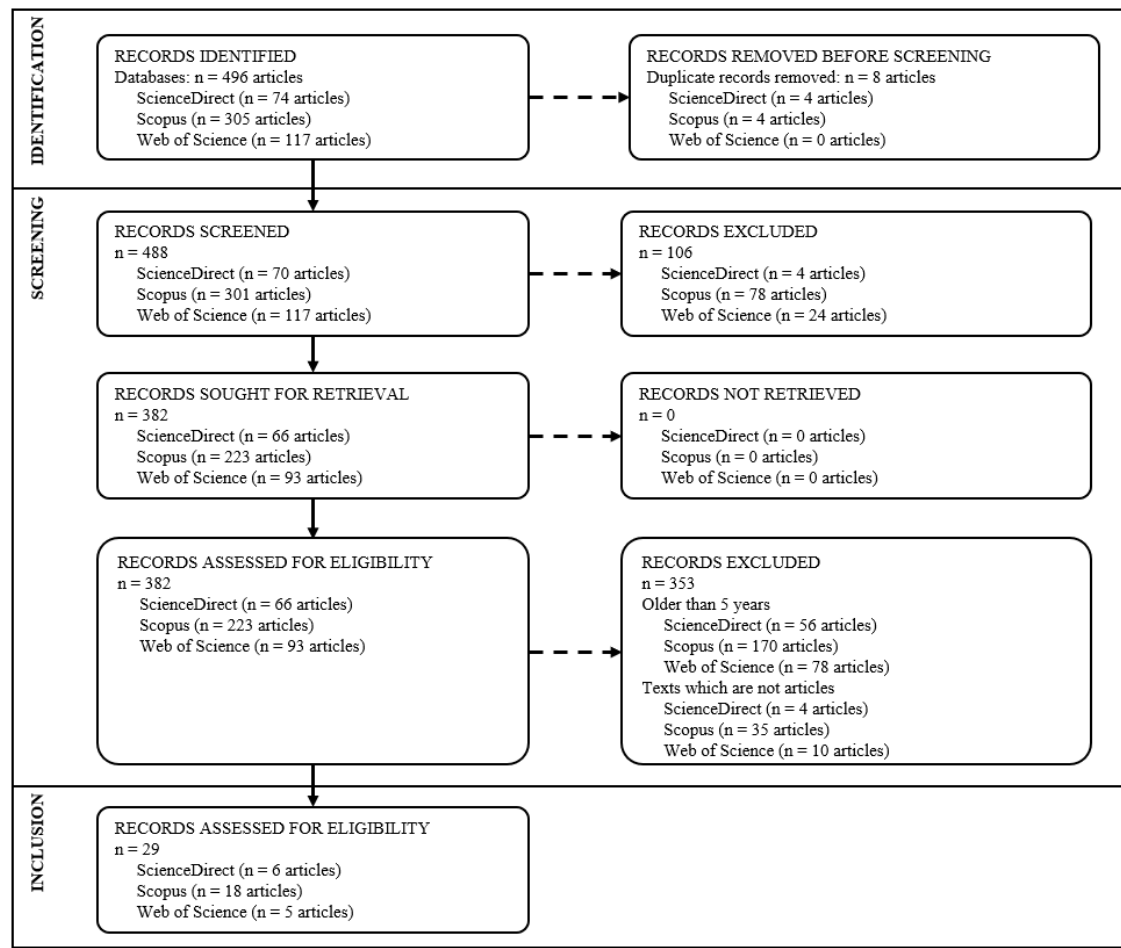 IDENTIFICATION
RECORDS IDENTIFIED
Databases: n = 496 articles
ScienceDirect (n = 74 articles)
Scopus (n = 305 articles)
Web of Science (n = 117 articles)
RECORDS REMOVED BEFORE SCREENING
Duplicate records removed: n = 8 articles
ScienceDirect (n = 4 articles)
Scopus (n = 4 articles)
Web of Science (n = 0 articles)
SCREENING
RECORDS SCREENED
n = 488
ScienceDirect (n = 70 articles)
Scopus (n = 301 articles)
Web of Science (n = 117 articles)
RECORDS EXCLUDED
n = 106
ScienceDirect (n = 4 articles)
Scopus (n = 78 articles)
Web of Science (n = 24 articles)
RECORDS SOUGHT FOR RETRIEVAL
n = 382
ScienceDirect (n = 66 articles)
Scopus (n = 223 articles)
Web of Science (n = 93 articles)
RECORDS NOT RETRIEVED
n = 0
ScienceDirect (n = 0 articles)
Scopus (n = 0 articles)
Web of Science (n = 0 articles)
RECORDS ASSESSED FOR ELIGIBILITY
n = 382
ScienceDirect (n = 66 articles)
Scopus (n = 223 articles)
Web of Science (n = 93 articles)
RECORDS EXCLUDED
n = 353
Older than 5 years
ScienceDirect (n = 56 articles)
Scopus (n = 170 articles)
Web of Science (n = 78 articles)
Texts which are not articles
ScienceDirect (n = 4 articles)
Scopus (n = 35 articles)
Web of Science (n = 10 articles)
INCLUSION
RECORDS ASSESSED FOR ELIGIBILITY
n = 29
ScienceDirect (n = 6 articles)
Scopus (n = 18 articles)
Web of Science (n = 5 articles)